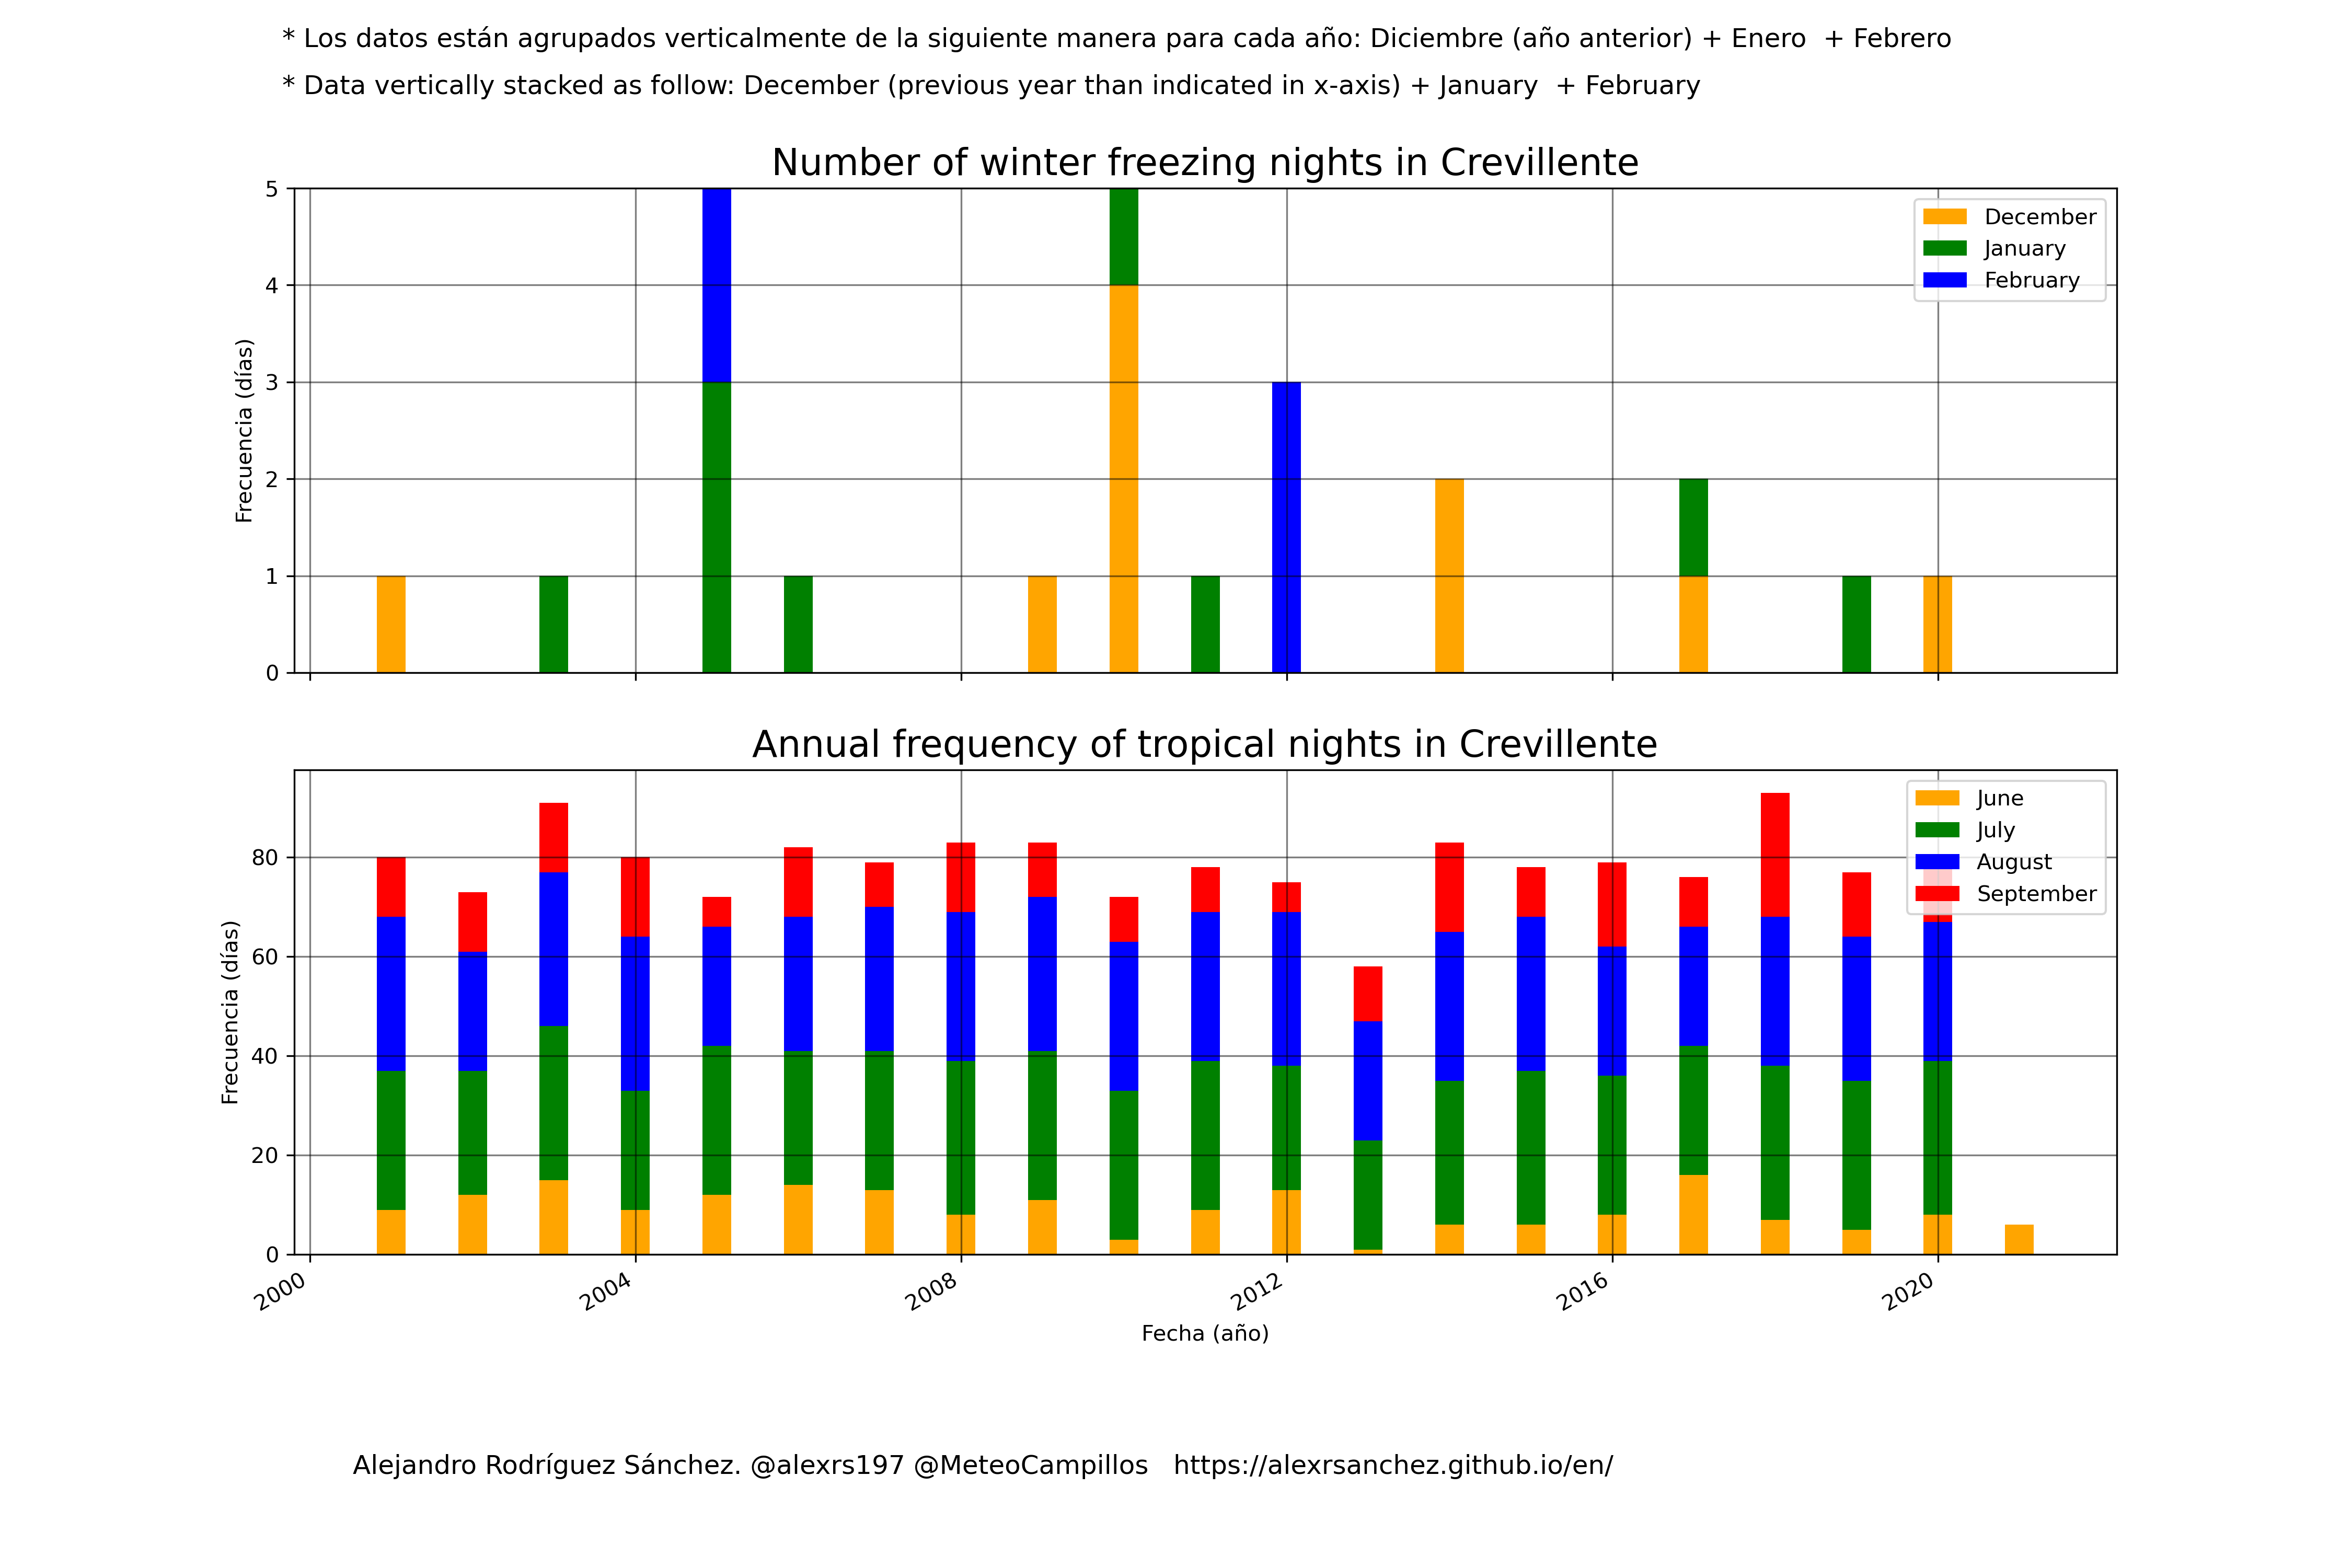 * Los datos están agrupados verticalmente de la siguiente manera para cada año: Diciembre (año anterior) + Enero  + Febrero
* Data vertically stacked as follow: December (previous year than indicated in x-axis) + January  + February
Number of winter freezing nights in Crevillente
5
4
3
2
1
0
Frecuencia (días)
December
January
February
Annual frequency of tropical nights in Crevillente
80
60
40
20
0
Frecuencia (días)
June
July
August
September
2000
2004
2008
2012
2016
2020
Fecha (año)
Alejandro Rodríguez Sánchez. @alexrs197 @MeteoCampillos   https://alexrsanchez.github.io/en/